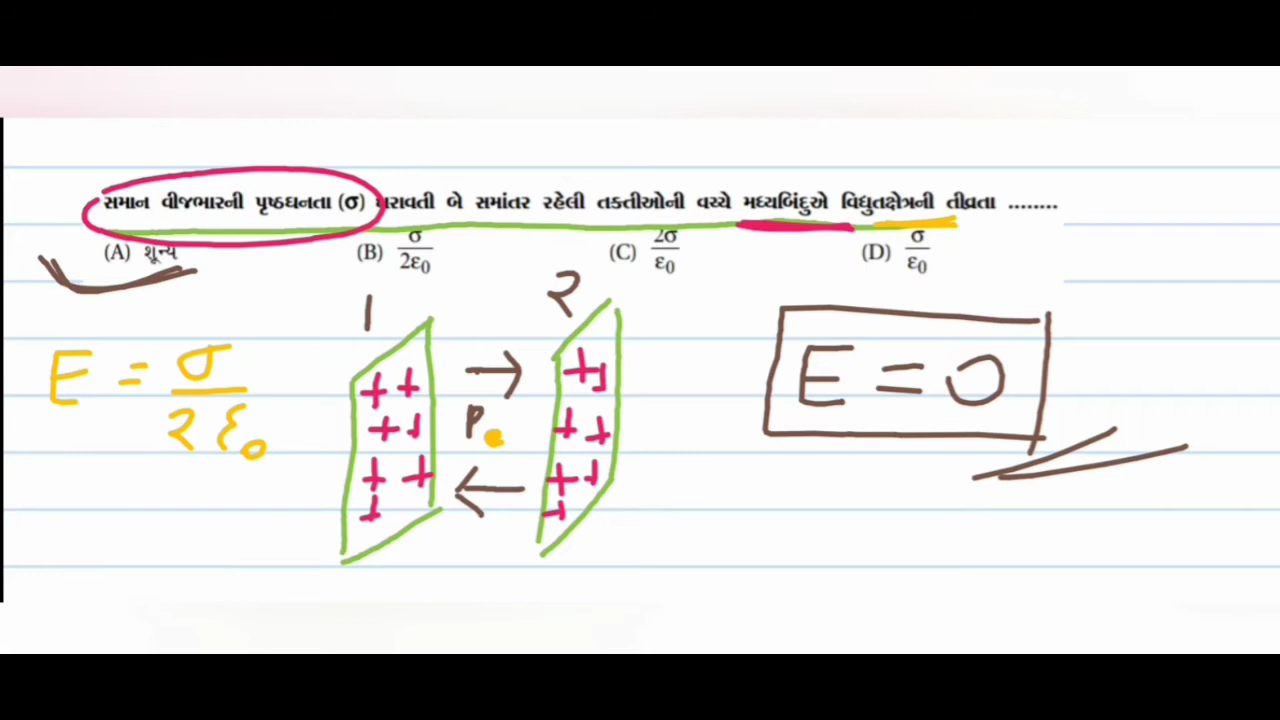 સમાન વીજભારની પૃષ્ઠઘનતા (σ) ધરાવતી બે સમાંતર રહેલી તકતીઓની વચ્ચે મધ્યબિંદુએ વિદ્યુતક્ષેત્રની તીવ્રતા ........
(A) શૂન્ય (B) σ/2ε₀ (C) 2σ/ε₀ (D) σ/ε₀
1 ૨
E = σ/૨ε₀
++ ++
++ ++
P
++ ++
+ +
E = 0